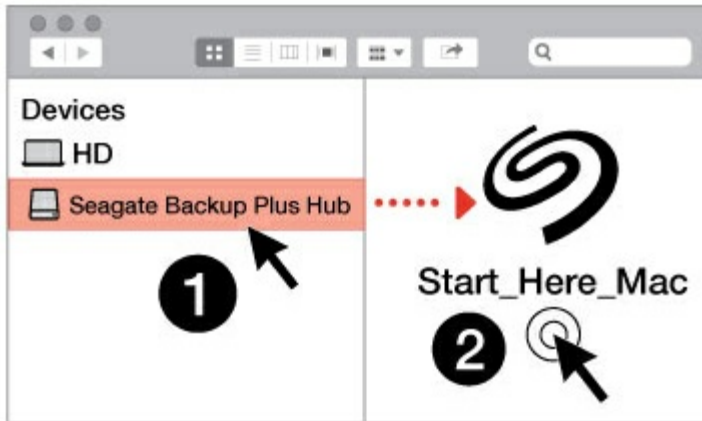 Devices
HD
Seagate Backup Plus Hub
1
Start_Here_Mac
2